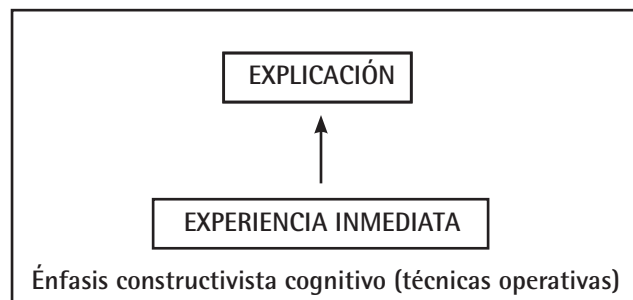 EXPLICACIÓN
EXPERIENCIA INMEDIATA
Énfasis constructivista cognitivo (técnicas operativas)